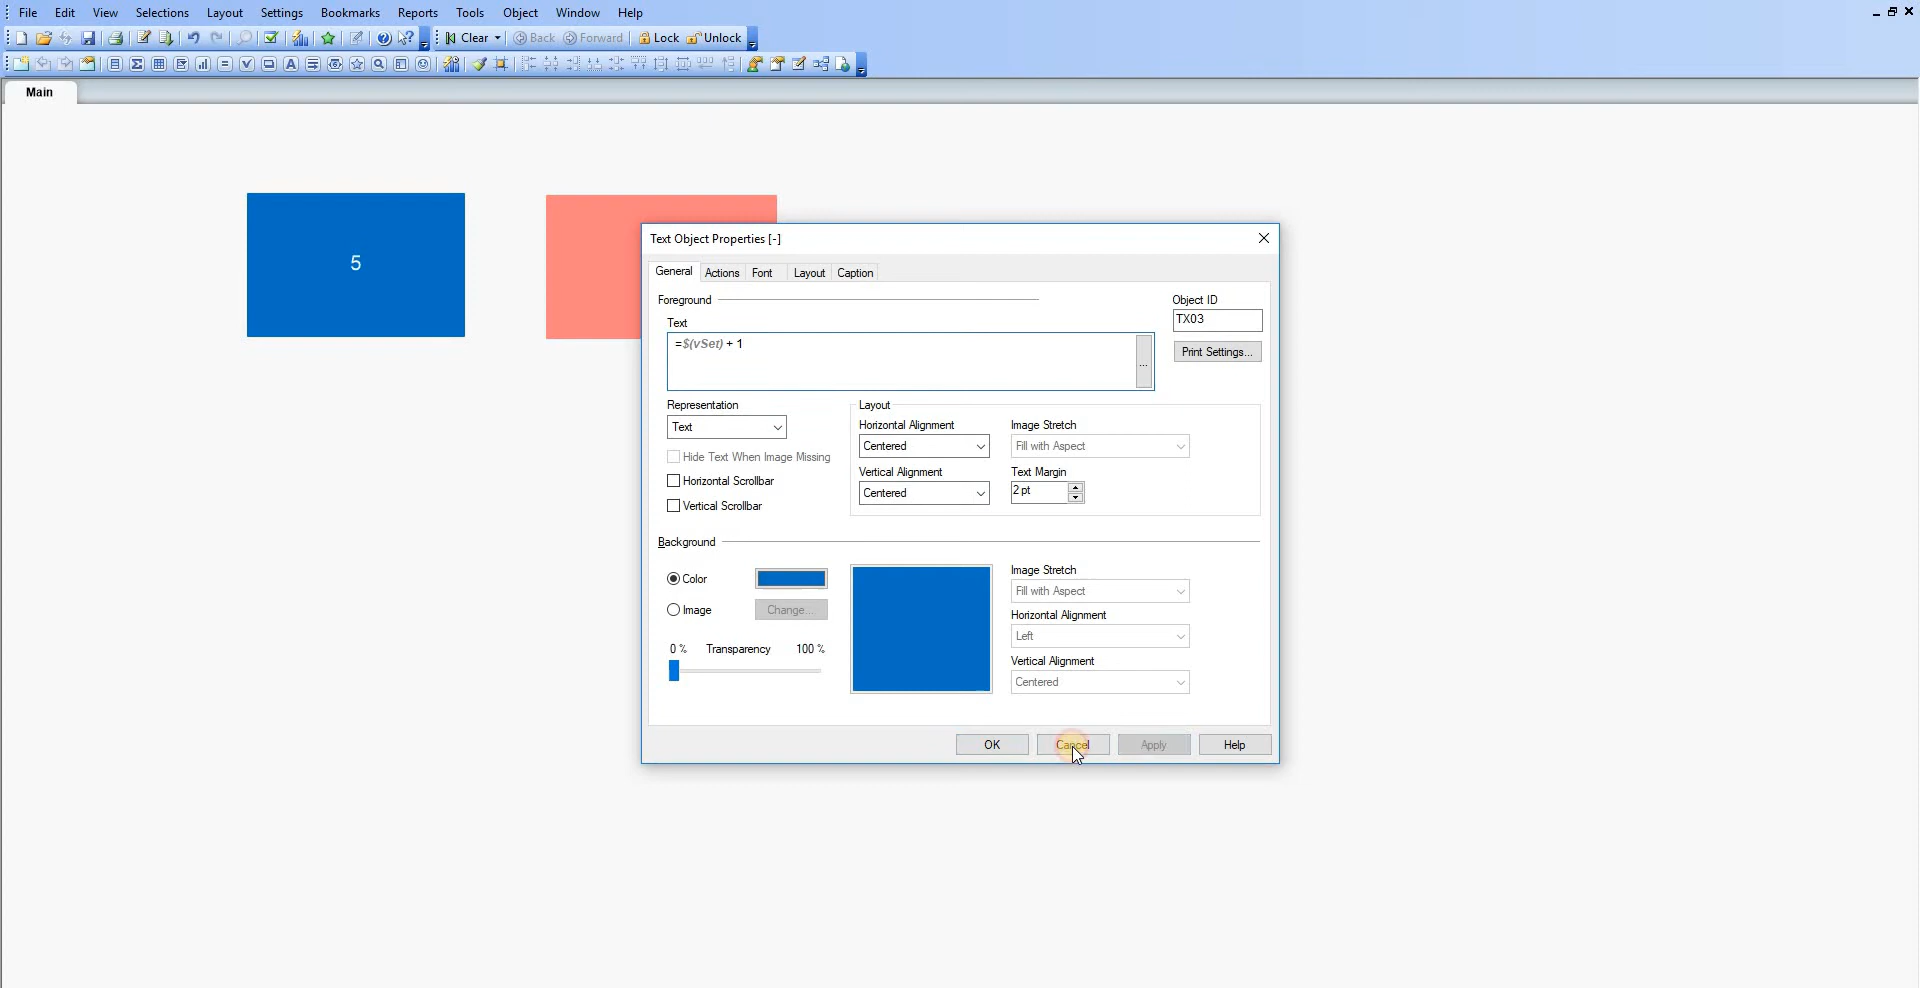 File Edit View Selections Layout Settings Bookmarks Reports Tools Object Window Help
Clear Back Forward Lock Unlock
Main
5
Text Object Properties [-]
General Actions Font Layout Caption
Foreground
Object ID
Text
TX03
=$(vSet) + 1
Print Settings...
...
Representation
Layout
Text
Horizontal Alignment
Image Stretch
Centered
Fill with Aspect
Hide Text When Image Missing
Vertical Alignment
Text Margin
Horizontal Scrollbar
Centered
2 pt
Vertical Scrollbar
Background
Image Stretch
Color
Fill with Aspect
Image
Change...
Horizontal Alignment
Left
0 % Transparency 100 %
Vertical Alignment
Centered
OK Cancel Apply Help